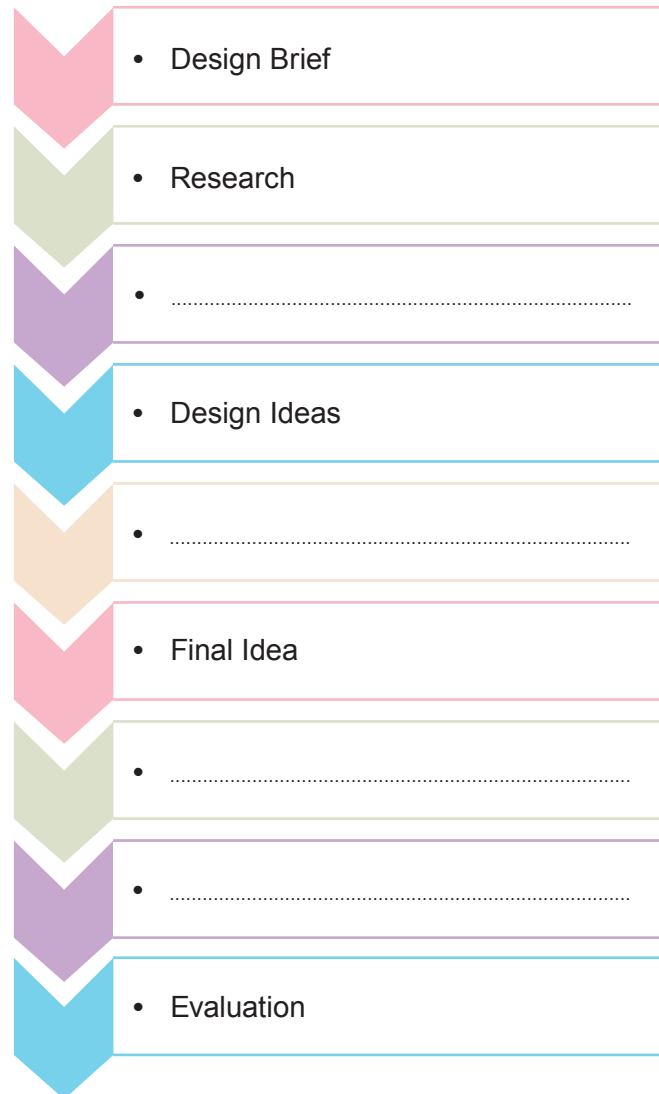 • Design Brief
• Research
• ....................................................................................
• Design Ideas
• ....................................................................................
• Final Idea
• ....................................................................................
• ....................................................................................
• Evaluation